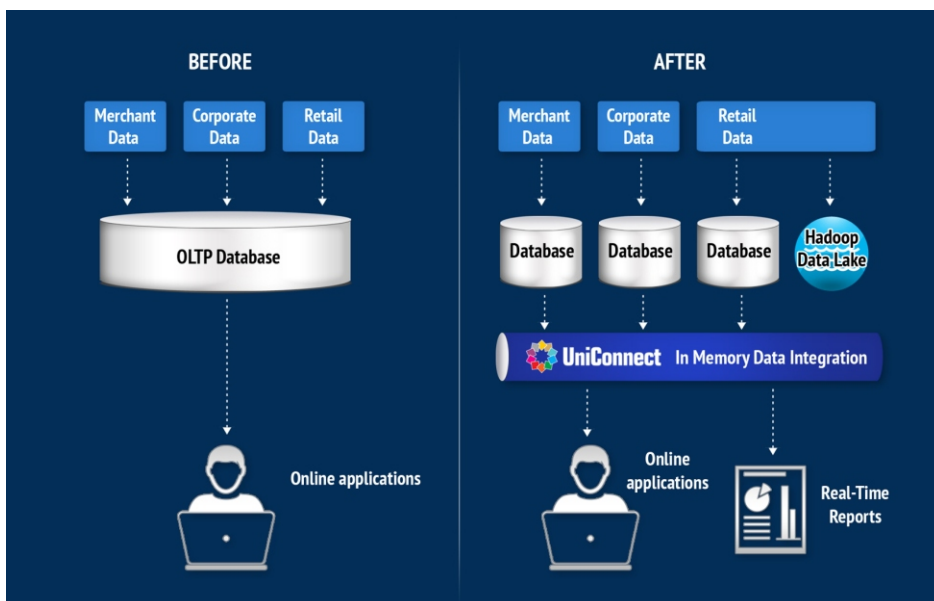 BEFORE
Merchant
Data
Corporate
Data
Retail
Data
OLTP Database
Online applications
AFTER
Merchant
Data
Corporate
Data
Retail
Data
Database
Database
Database
Hadoop
Data Lake
UniConnect In Memory Data Integration
Online
applications
Real-Time
Reports